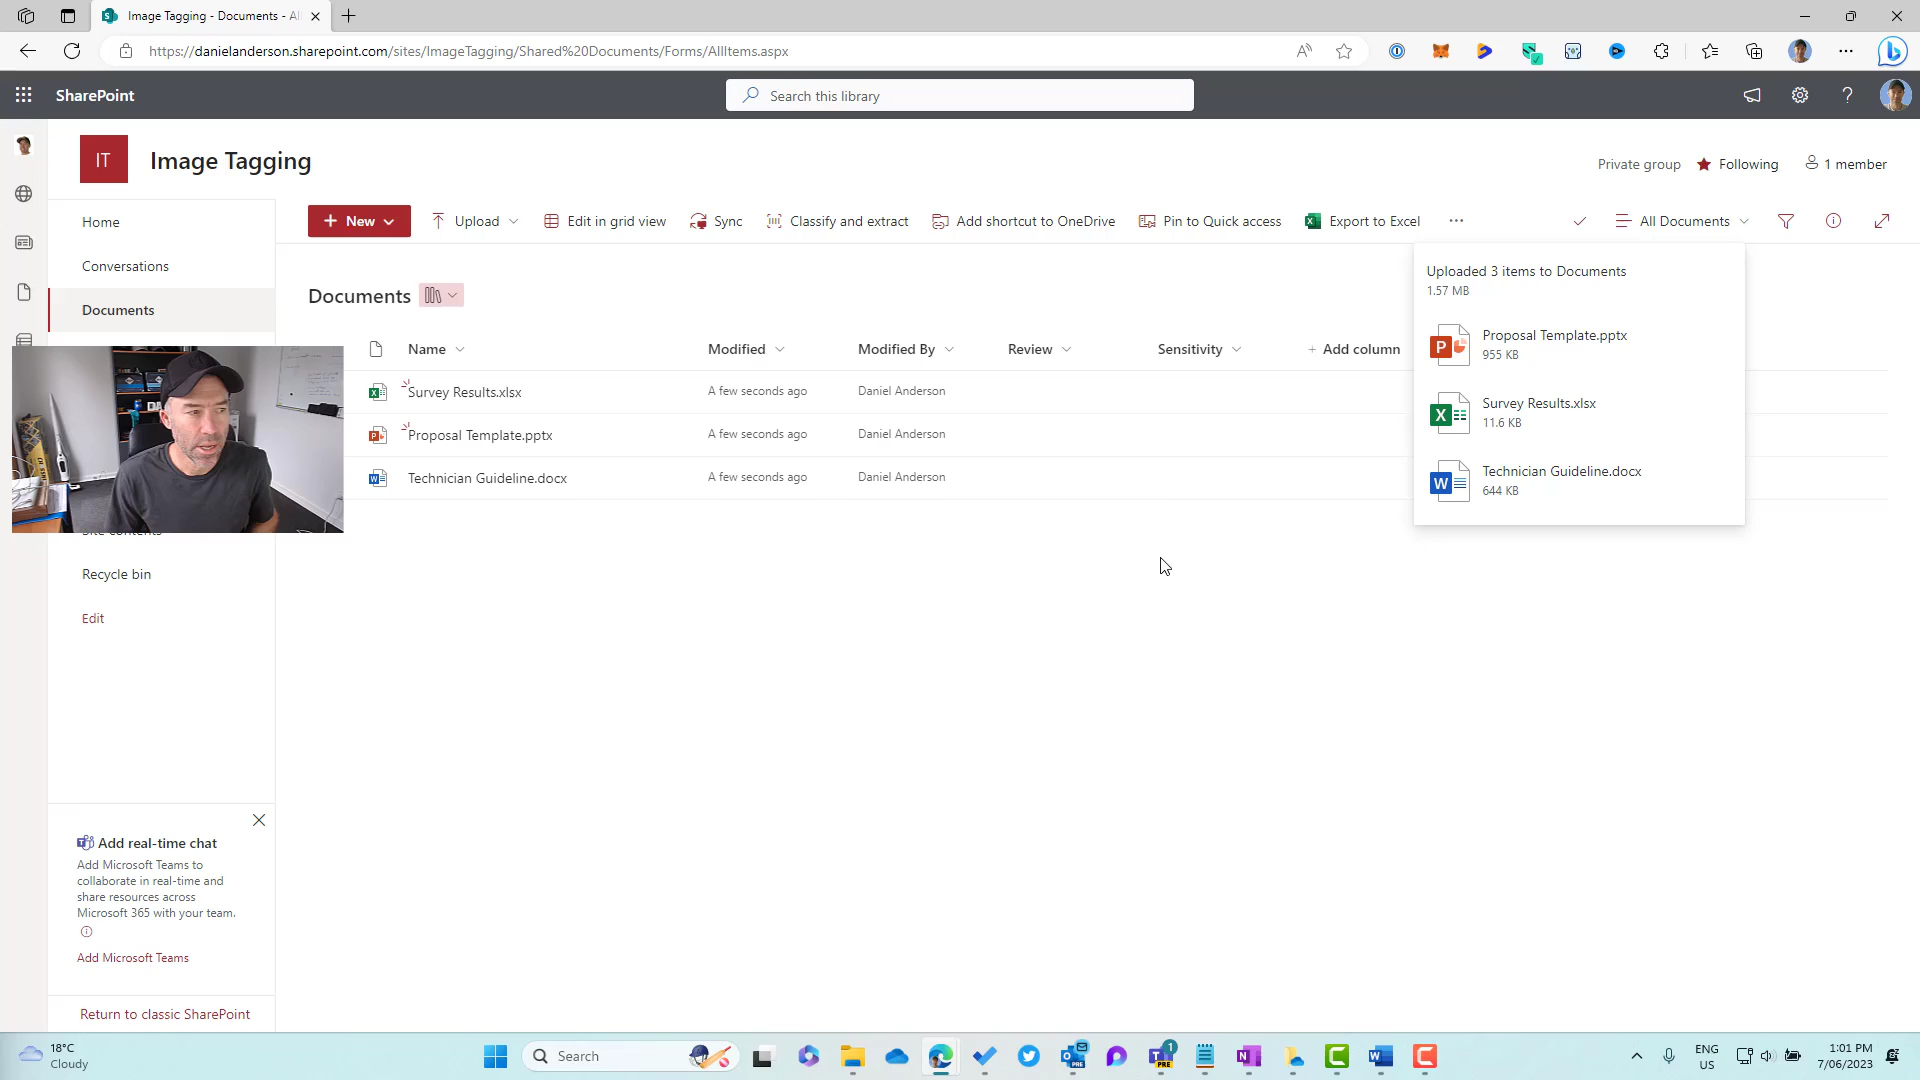 Image Tagging - Documents - Al
https://danielanderson.sharepoint.com/sites/ImageTagging/Shared%20Documents/Forms/AllItems.aspx
SharePoint
Search this library
IT
Image Tagging
Private group
Following
1 member
Home
Conversations
Documents
Recycle bin
Edit
New
Upload
Edit in grid view
Sync
Classify and extract
Add shortcut to OneDrive
Pin to Quick access
Export to Excel
All Documents
Documents
Name
Modified
Modified By
Review
Sensitivity
+ Add column
Survey Results.xlsx
A few seconds ago
Daniel Anderson
Proposal Template.pptx
A few seconds ago
Daniel Anderson
Technician Guideline.docx
A few seconds ago
Daniel Anderson
Uploaded 3 items to Documents
1.57 MB
Proposal Template.pptx
955 KB
Survey Results.xlsx
11.6 KB
Technician Guideline.docx
644 KB
Add real-time chat
Add Microsoft Teams to
collaborate in real-time and
share resources across
Microsoft 365 with your team.
Add Microsoft Teams
Return to classic SharePoint
18°C
Cloudy
Search
ENG
US
1:01 PM
7/06/2023